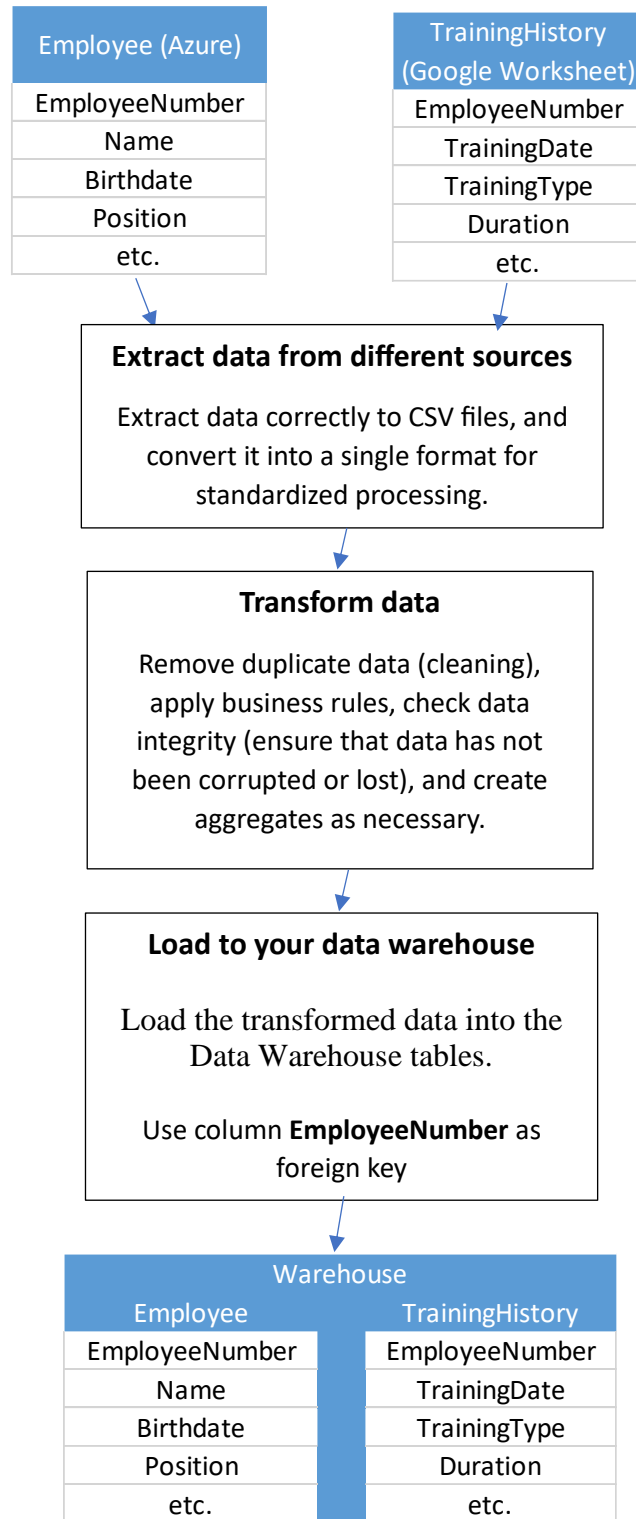 Employee (Azure)
EmployeeNumber
Name
Birthdate
Position
etc.
TrainingHistory
(Google Worksheet)
EmployeeNumber
TrainingDate
TrainingType
Duration
etc.
Extract data from different sources
Extract data correctly to CSV files, and
convert it into a single format for
standardized processing.
Transform data
Remove duplicate data (cleaning),
apply business rules, check data
integrity (ensure that data has not
been corrupted or lost), and create
aggregates as necessary.
Load to your data warehouse
Load the transformed data into the
Data Warehouse tables.
Use column EmployeeNumber as
foreign key
Warehouse
Employee
EmployeeNumber
Name
Birthdate
Position
etc.
TrainingHistory
EmployeeNumber
TrainingDate
TrainingType
Duration
etc.